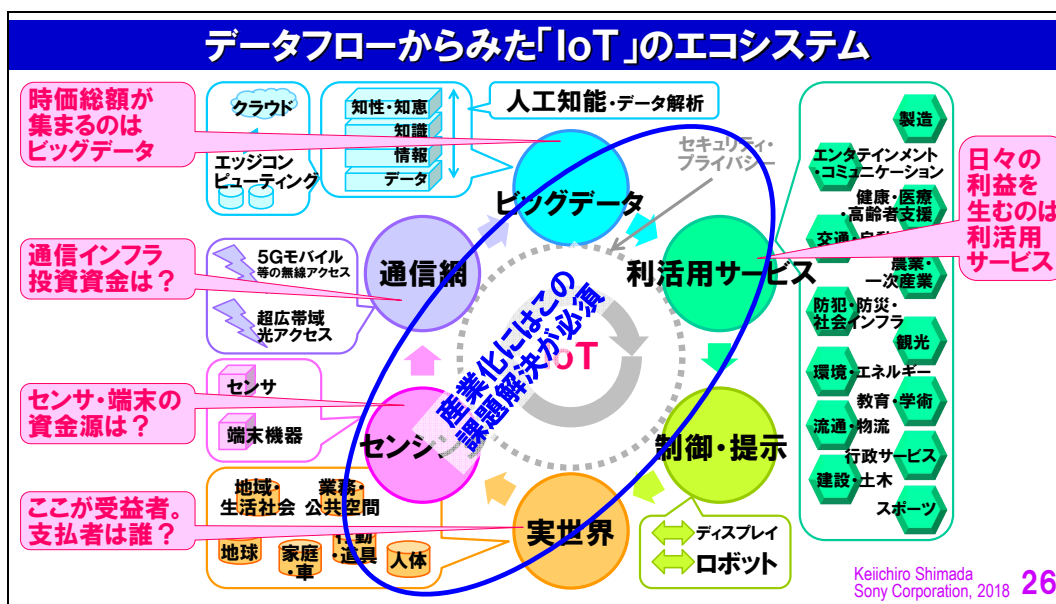 データフローからみた「IoT」のエコシステム
時価総額が
集まるのは
ビッグデータ
クラウド
エッジコン
ピューティング
知性・知恵
知識
情報
データ
人工知能・データ解析
セキュリティ・
プライバシー
ビッグデータ
通信インフラ
投資資金は？
5Gモバイル
等の無線アクセス
超広帯域
光アクセス
通信網
利活用サービス
日々の
利益を
生むのは
利活用
サービス
製造
エンタテインメント
・コミュニケーション
健康・医療
・高齢者支援
交通・自動
農業・
一次産業
防犯・防災・
社会インフラ
観光
環境・エネルギー
教育・学術
流通・物流
行政サービス
建設・土木
スポーツ
産業化にはこの
課題解決が必須
IoT
センサ・端末の
資金源は？
センサ
端末機器
センシ
制御・提示
ディスプレイ
ロボット
ここが受益者。
支払者は誰？
地域・
生活社会
業務・
公共空間
地球
家庭
・車
行動
・道具
人体
実世界
Keiichiro Shimada
Sony Corporation, 2018
26